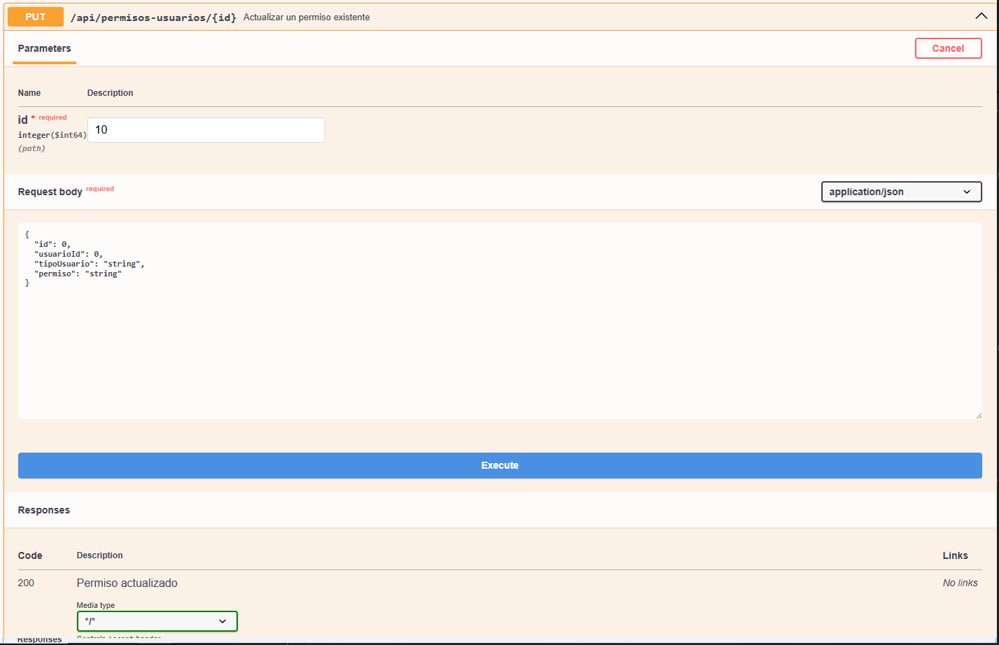 PUT /api/permisos-usuarios/{id} Actualizar un permiso existente
Parameters
Cancel
Name Description
id * required
integer($int64)
(path)
10
Request body required
application/json
{
"id": 0,
"usuarioId": 0,
"tipoUsuario": "string",
"permiso": "string"
}
Execute
Responses
Code Description Links
200 Permiso actualizado No links
Media type
*/*
Responses